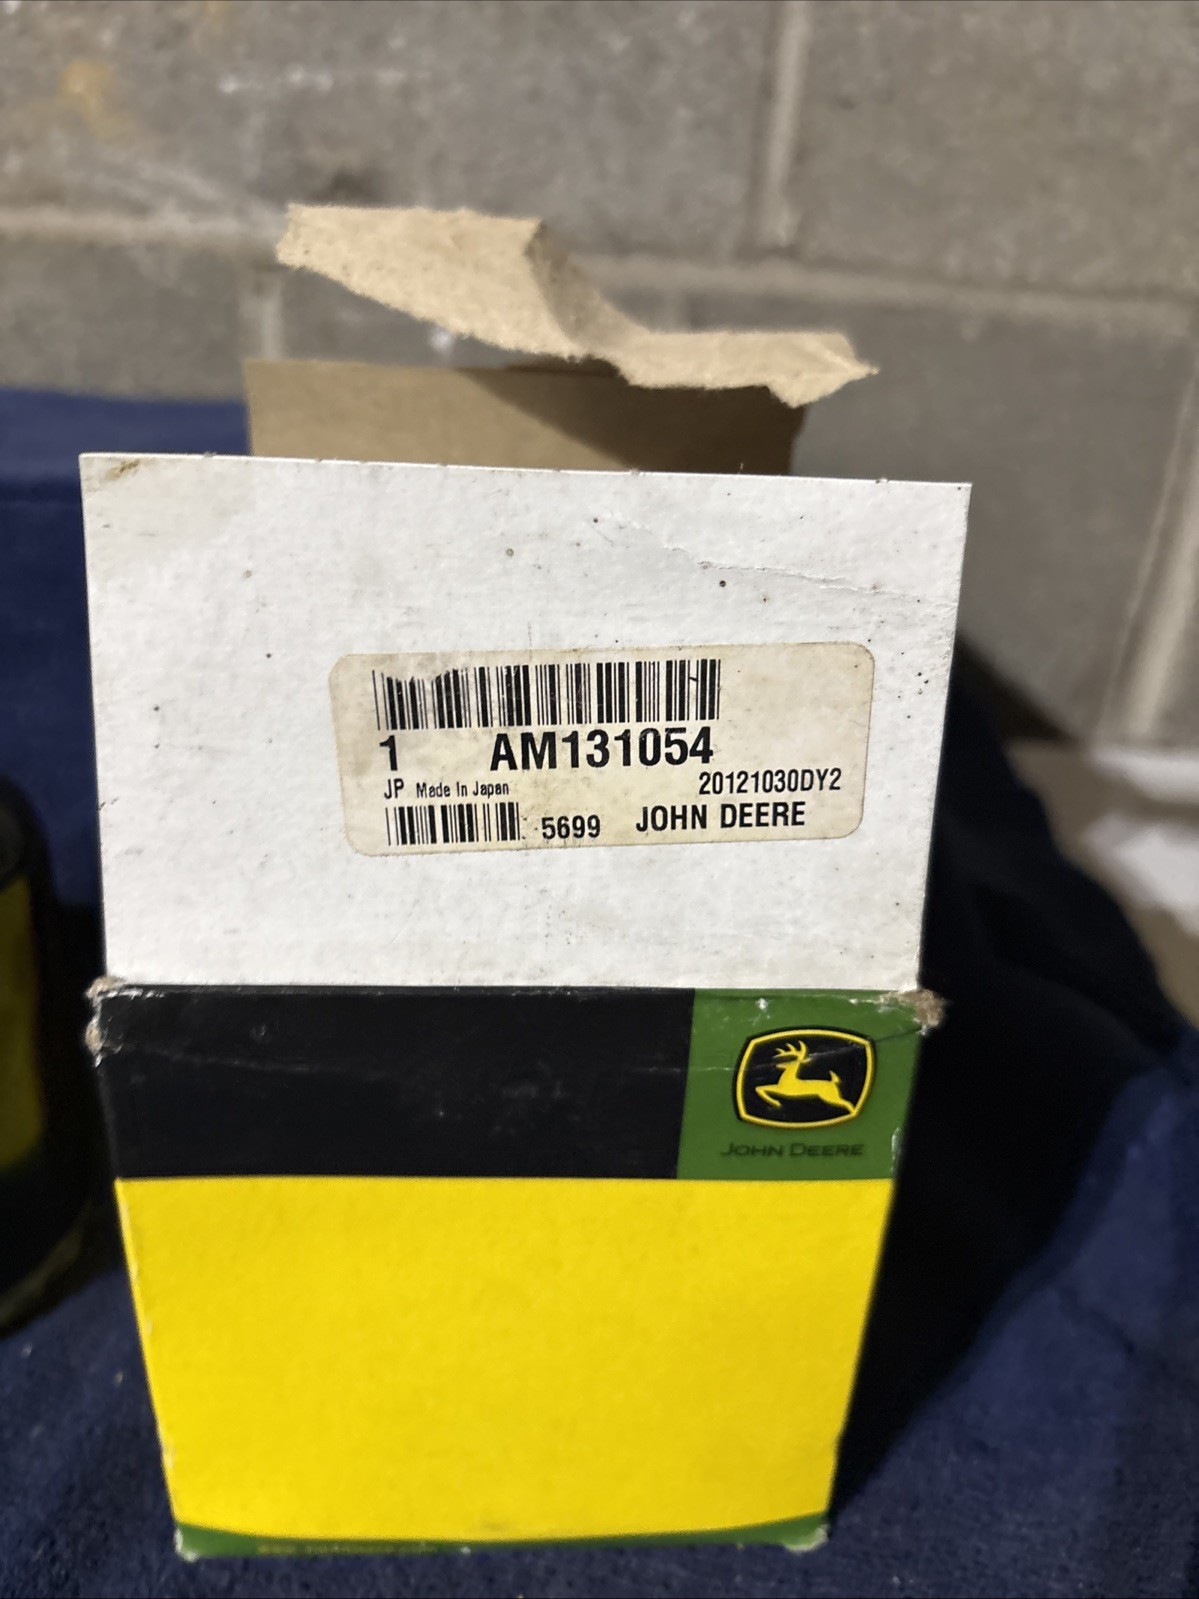 1 AM131054
JP Made In Japan 20121030DY2
5699 JOHN DEERE
JOHN DEERE